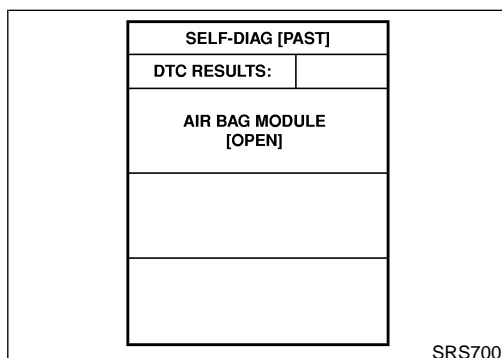 SELF-DIAG [PAST]
DTC RESULTS:
AIR BAG MODULE
[OPEN]
SRS700